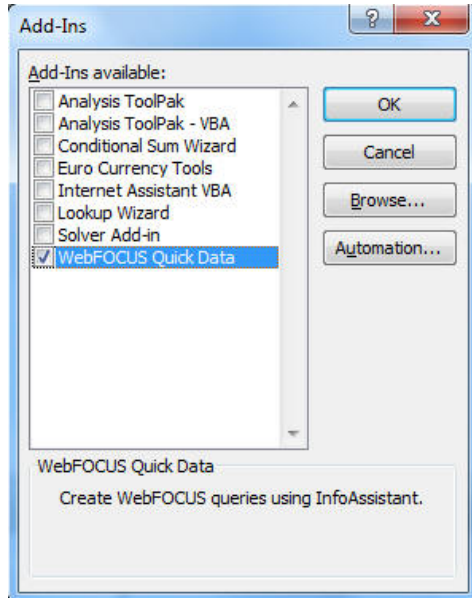 Add-Ins
?
X
Add-Ins available:
Analysis ToolPak
Analysis ToolPak - VBA
Conditional Sum Wizard
Euro Currency Tools
Internet Assistant VBA
Lookup Wizard
Solver Add-in
WebFOCUS Quick Data
OK
Cancel
Browse...
Automation...
WebFOCUS Quick Data
Create WebFOCUS queries using InfoAssistant.